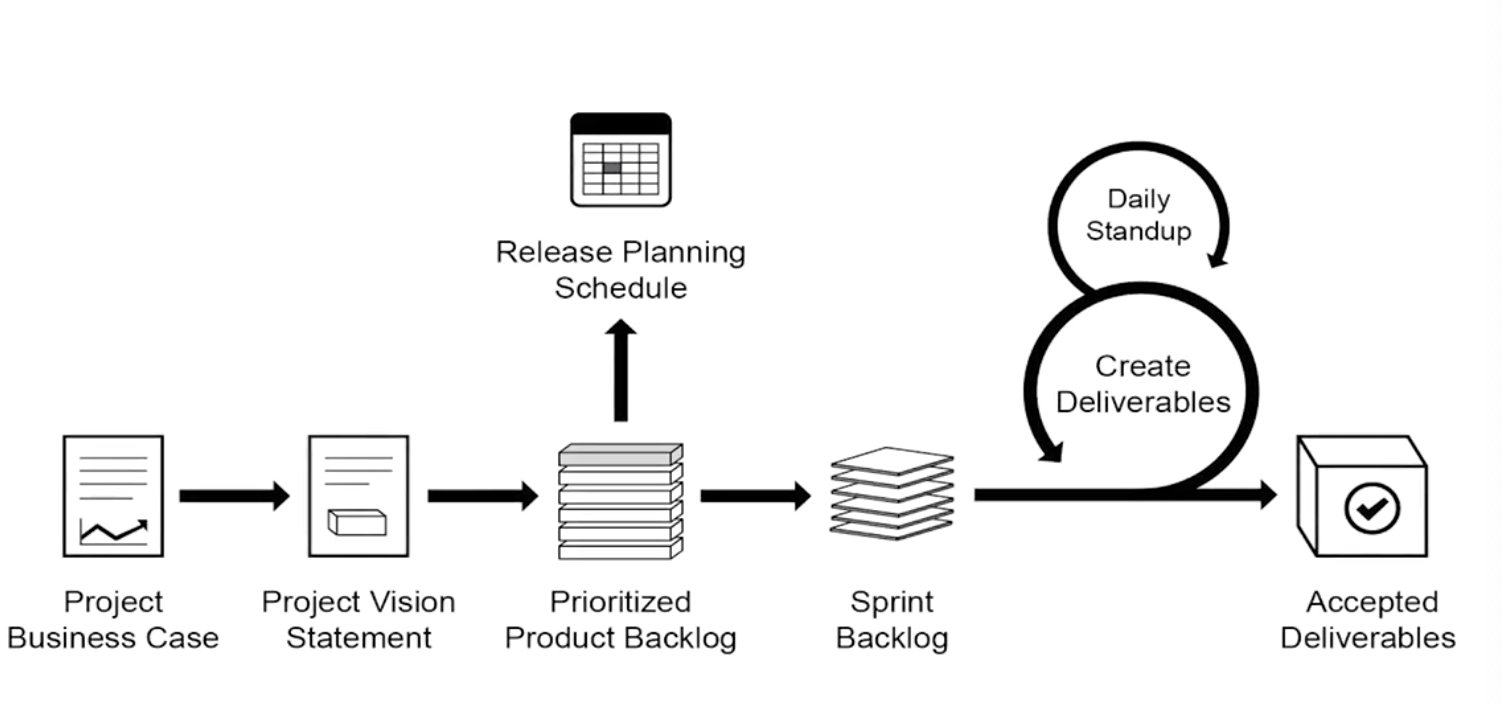 Daily
Standup
Release Planning
Schedule
Create
Deliverables
Project
Business Case
Project Vision
Statement
Prioritized
Product Backlog
Sprint
Backlog
Accepted
Deliverables